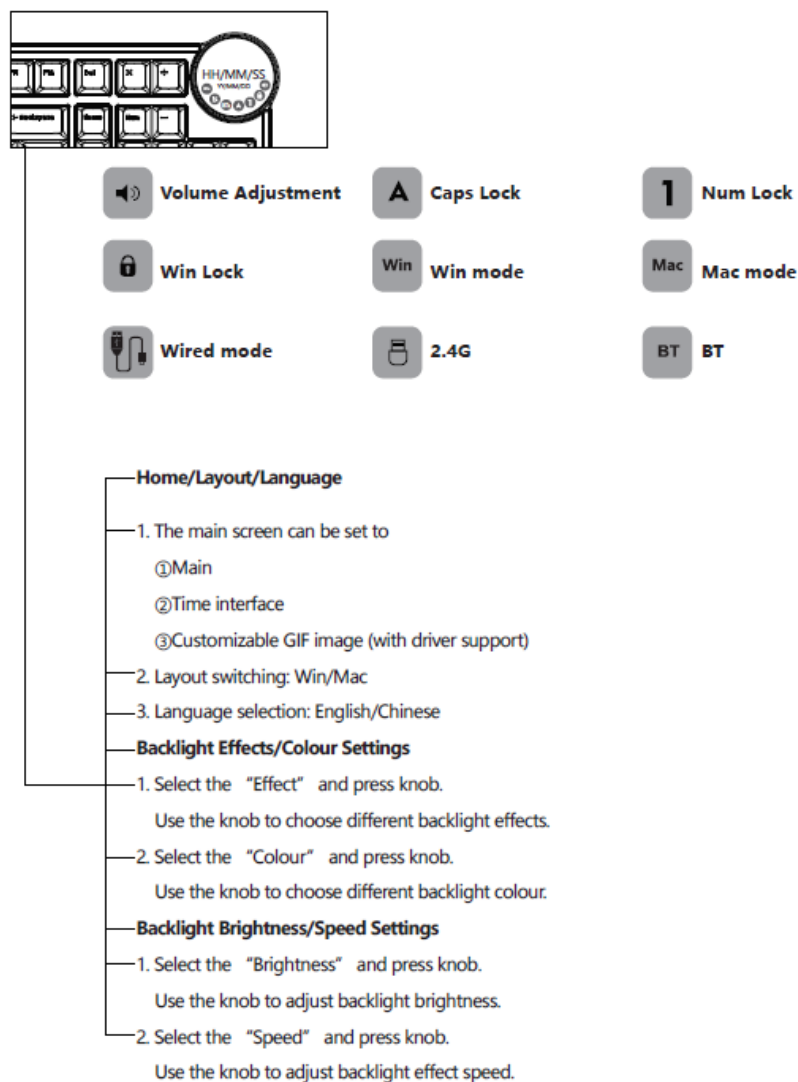 Del
HH/MM/SS
YY/MM/DD
Volume Adjustment
A Caps Lock
1 Num Lock
Win Lock
Win Win mode
Mac Mac mode
Wired mode
2.4G
BT BT
Home/Layout/Language
1. The main screen can be set to
①Main
②Time interface
③Customizable GIF image (with driver support)
2. Layout switching: Win/Mac
3. Language selection: English/Chinese
Backlight Effects/Colour Settings
1. Select the “Effect” and press knob.
Use the knob to choose different backlight effects.
2. Select the “Colour” and press knob.
Use the knob to choose different backlight colour.
Backlight Brightness/Speed Settings
1. Select the “Brightness” and press knob.
Use the knob to adjust backlight brightness.
2. Select the “Speed” and press knob.
Use the knob to adjust backlight effect speed.